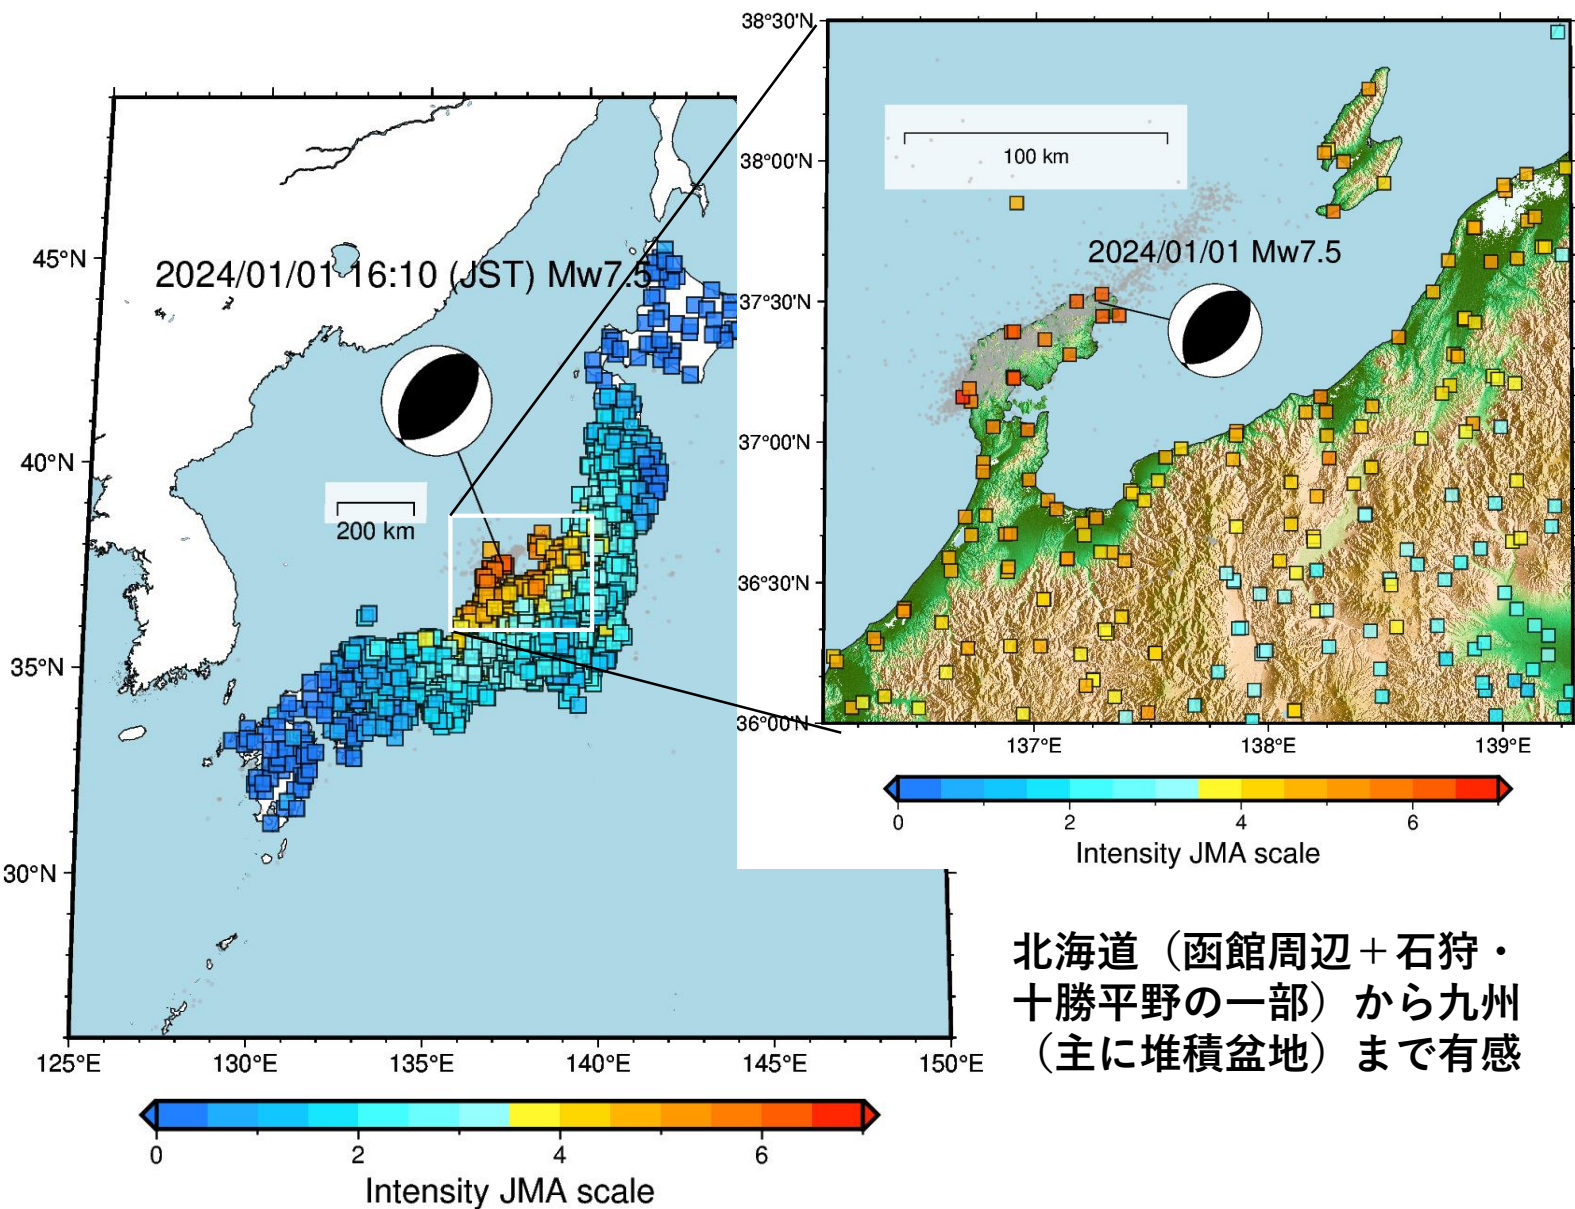 38°30'N
38°00'N
37°30'N
37°00'N
36°30'N
36°00'N
137°E
138°E
139°E
100 km
2024/01/01 Mw7.5
0
2
4
6
Intensity JMA scale
2024/01/01 16:10 (JST) Mw7.5
200 km
45°N
40°N
35°N
30°N
125°E
130°E
135°E
140°E
145°E
150°E
0
2
4
6
Intensity JMA scale
北海道（函館周辺＋石狩・
十勝平野の一部）から九州
（主に堆積盆地）まで有感